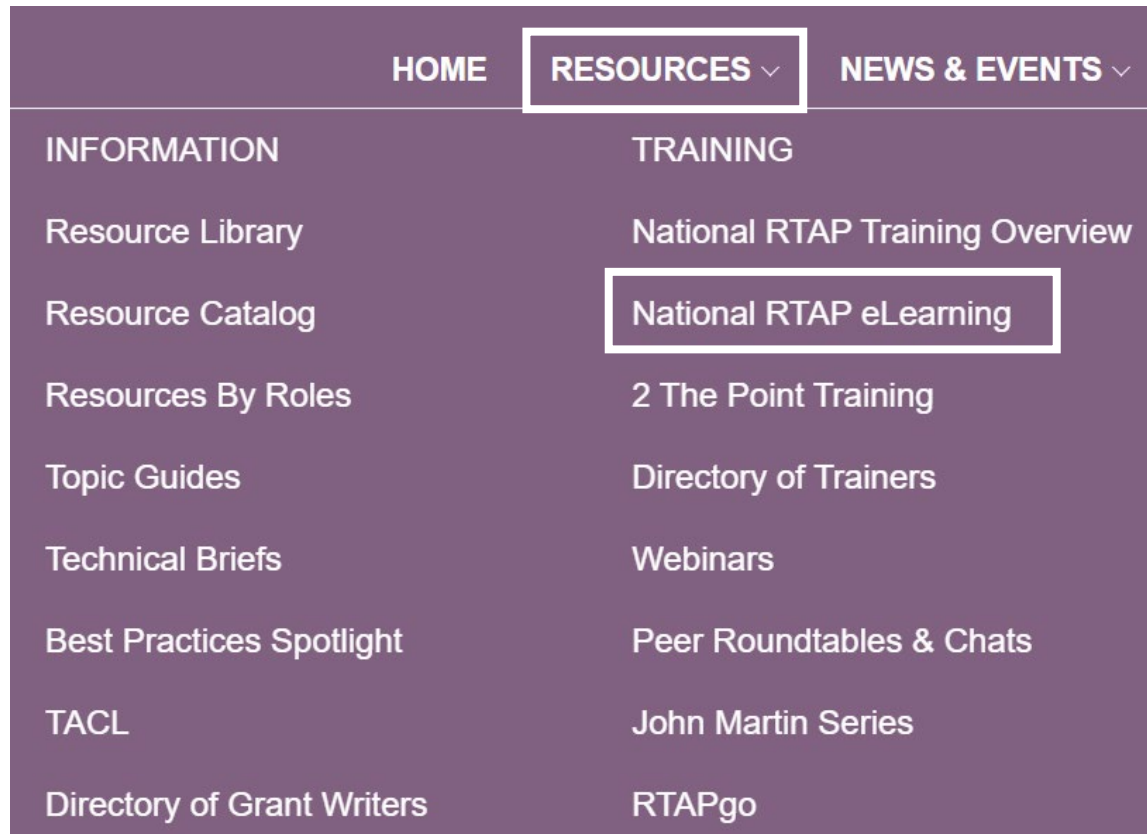 HOME RESOURCES NEWS & EVENTS
INFORMATION
Resource Library
Resource Catalog
Resources By Roles
Topic Guides
Technical Briefs
Best Practices Spotlight
TACL
Directory of Grant Writers
TRAINING
National RTAP Training Overview
National RTAP eLearning
2 The Point Training
Directory of Trainers
Webinars
Peer Roundtables & Chats
John Martin Series
RTAPgo